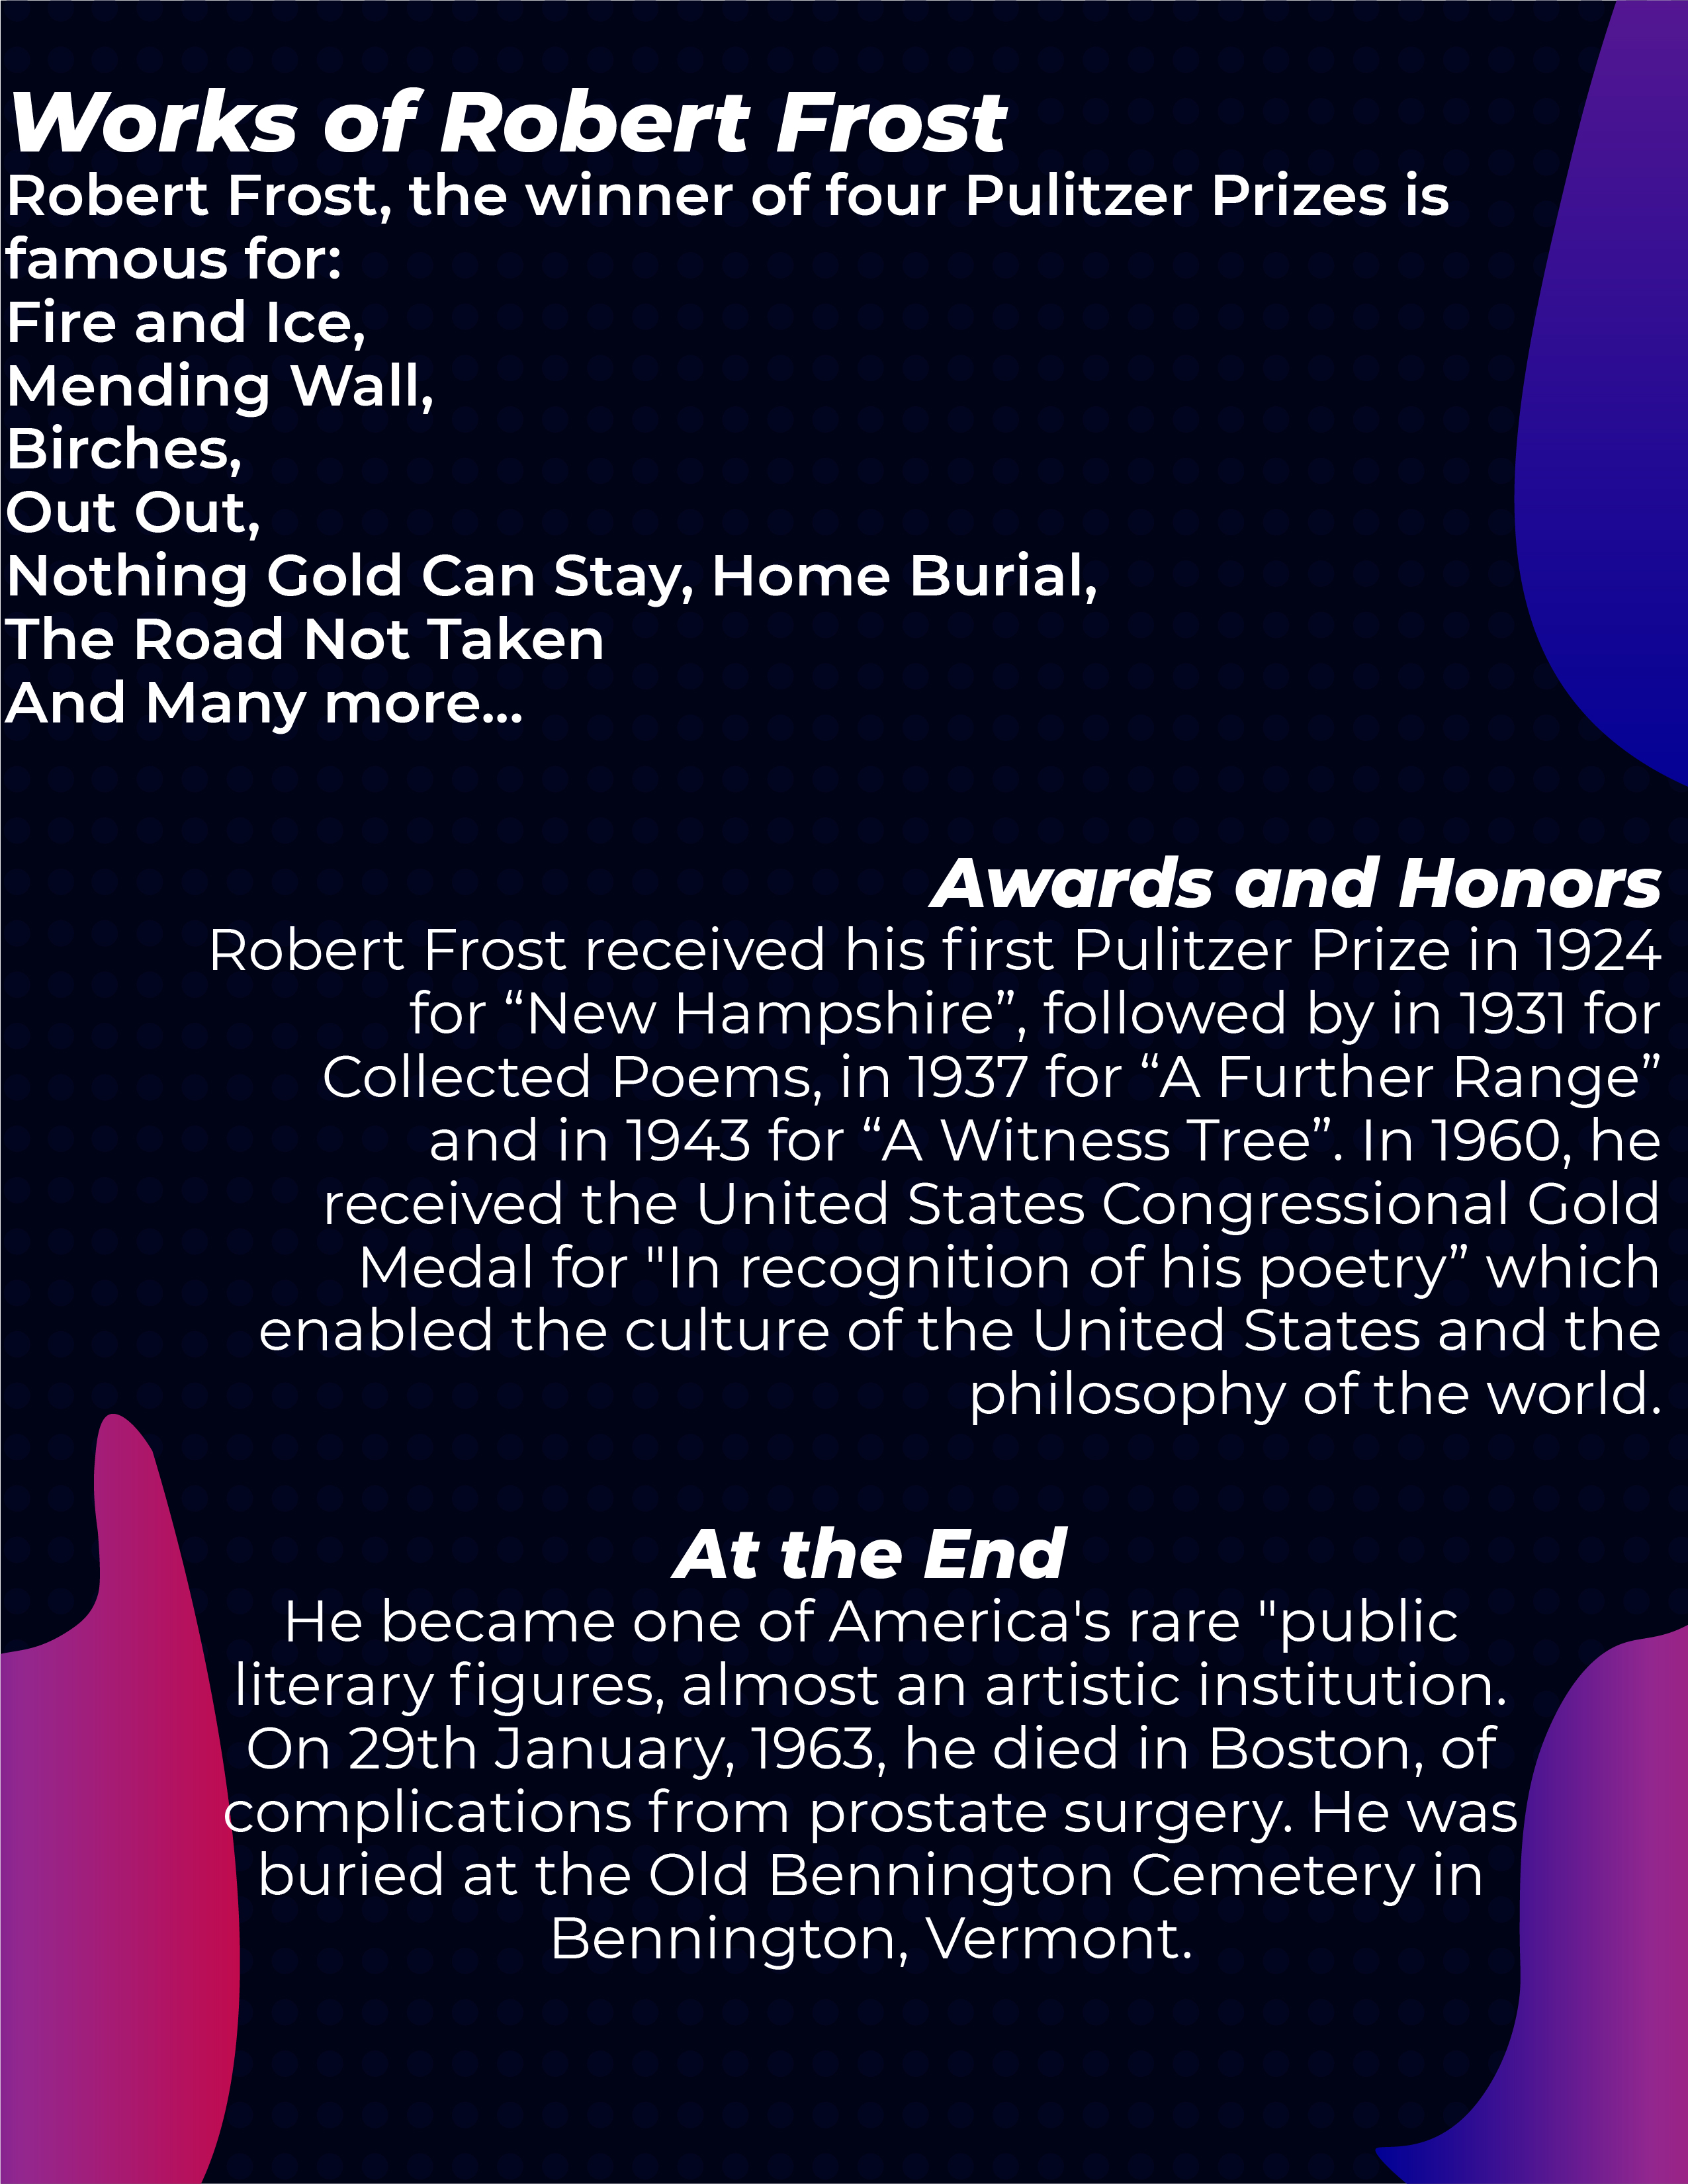 Works of Robert Frost
Robert Frost, the winner of four Pulitzer Prizes is
famous for:
Fire and Ice,
Mending Wall,
Birches,
Out Out,
Nothing Gold Can Stay, Home Burial,
The Road Not Taken
And Many more...
Awards and Honors
Robert Frost received his first Pulitzer Prize in 1924
for “New Hampshire”, followed by in 1931 for
Collected Poems, in 1937 for “A Further Range”
and in 1943 for “A Witness Tree”. In 1960, he
received the United States Congressional Gold
Medal for "In recognition of his poetry” which
enabled the culture of the United States and the
philosophy of the world.
At the End
He became one of America's rare "public
literary figures, almost an artistic institution.
On 29th January, 1963, he died in Boston, of
complications from prostate surgery. He was
buried at the Old Bennington Cemetery in
Bennington, Vermont.